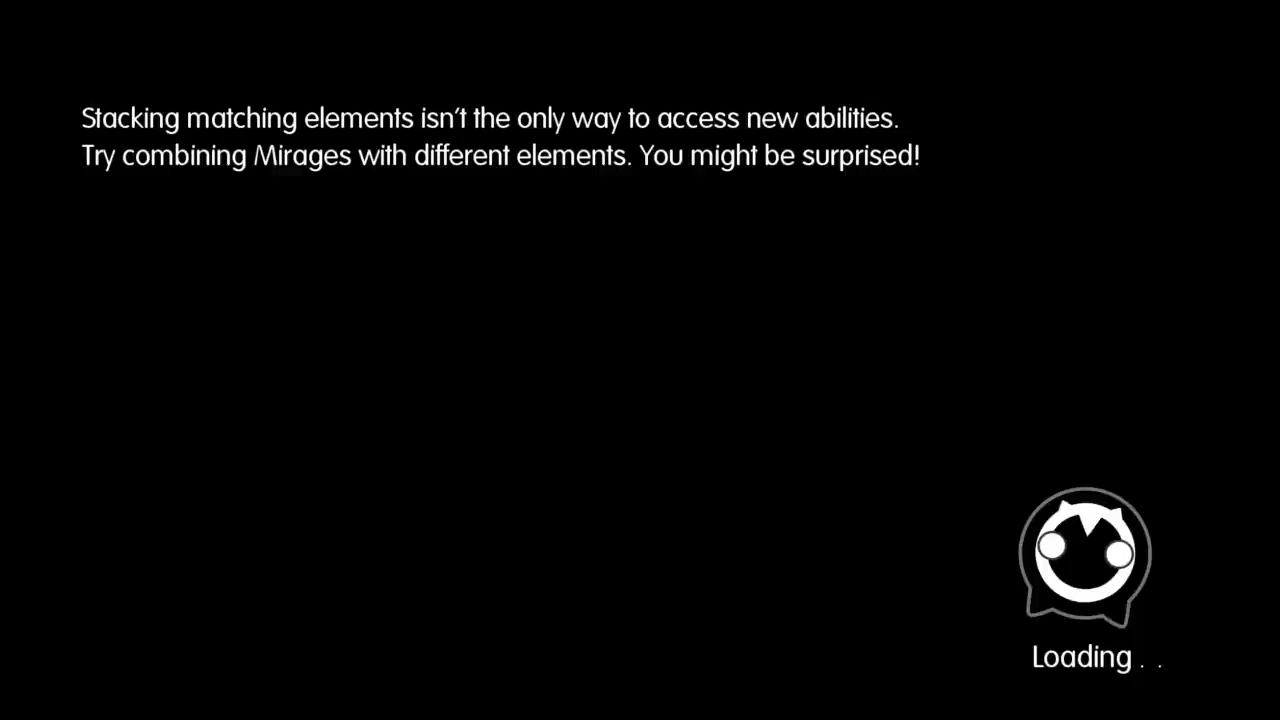 Stacking matching elements isn't the only way to access new abilities.
Try combining Mirages with different elements. You might be surprised!
Loading . .